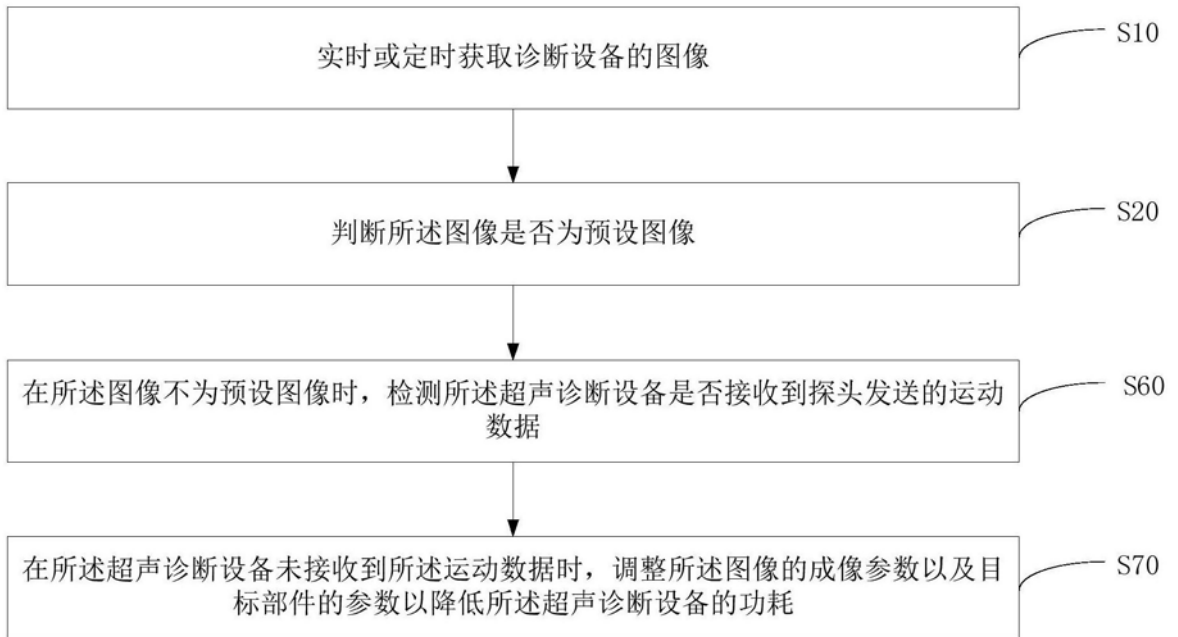 实时或定时获取诊断设备的图像
S10
判断所述图像是否为预设图像
S20
在所述图像不为预设图像时，检测所述超声诊断设备是否接收到探头发送的运动
数据
S60
在所述超声诊断设备未接收到所述运动数据时，调整所述图像的成像参数以及目
标部件的参数以降低所述超声诊断设备的功耗
S70